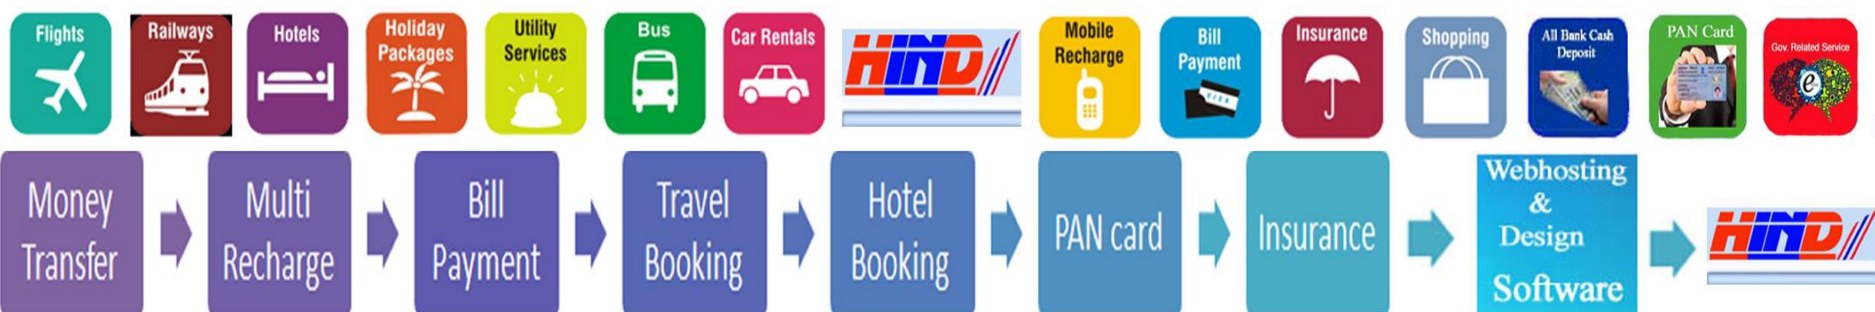 Flights
Railways
Hotels
Holiday
Packages
Utility
Services
Bus
Car Rentals
HIND
Mobile
Recharge
Bill
Payment
VISA
Insurance
Shopping
All Bank Cash
Deposit
PAN Card
Gov. Related Service
e
Money
Transfer
Multi
Recharge
Bill
Payment
Travel
Booking
Hotel
Booking
PAN card
Insurance
Webhosting
&
Design
Software
HIND